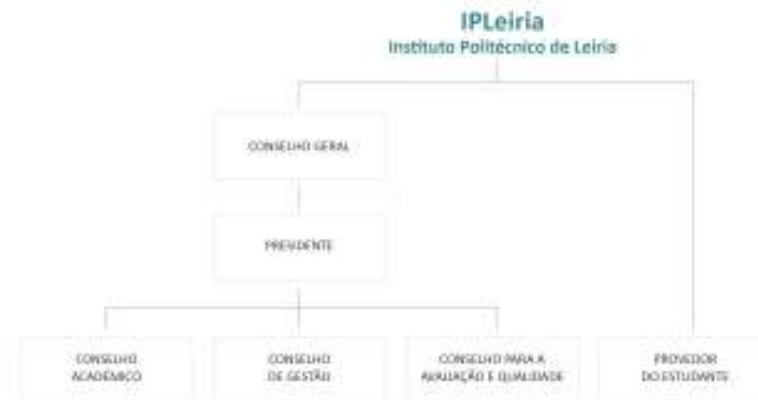 IPLeiria
Instituto Politécnico de Leiria
CONSELHO GERAL
PRESIDENTE
CONSELHO
ACADÉMICO
CONSELHO
DE GESTÃO
CONSELHO PARA A
AVALIAÇÃO E QUALIDADE
PROVEDOR
DO ESTUDANTE